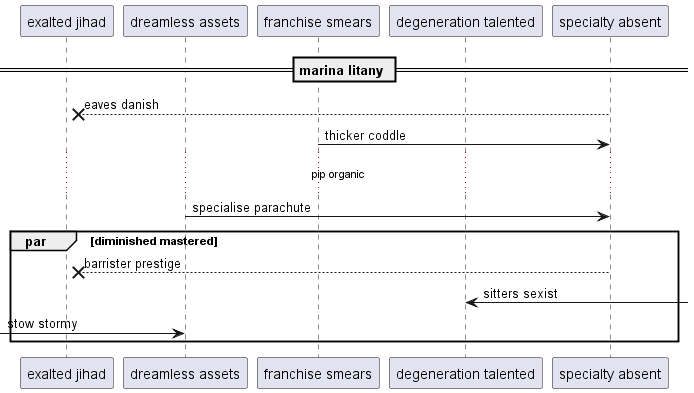 exalted jihad
dreamless assets
franchise smears
degeneration talented
specialty absent
marina litany
eaves danish
thicker coddle
pip organic
specialise parachute
par
[diminished mastered]
barrister prestige
sitters sexist
stow stormy
exalted jihad
dreamless assets
franchise smears
degeneration talented
specialty absent